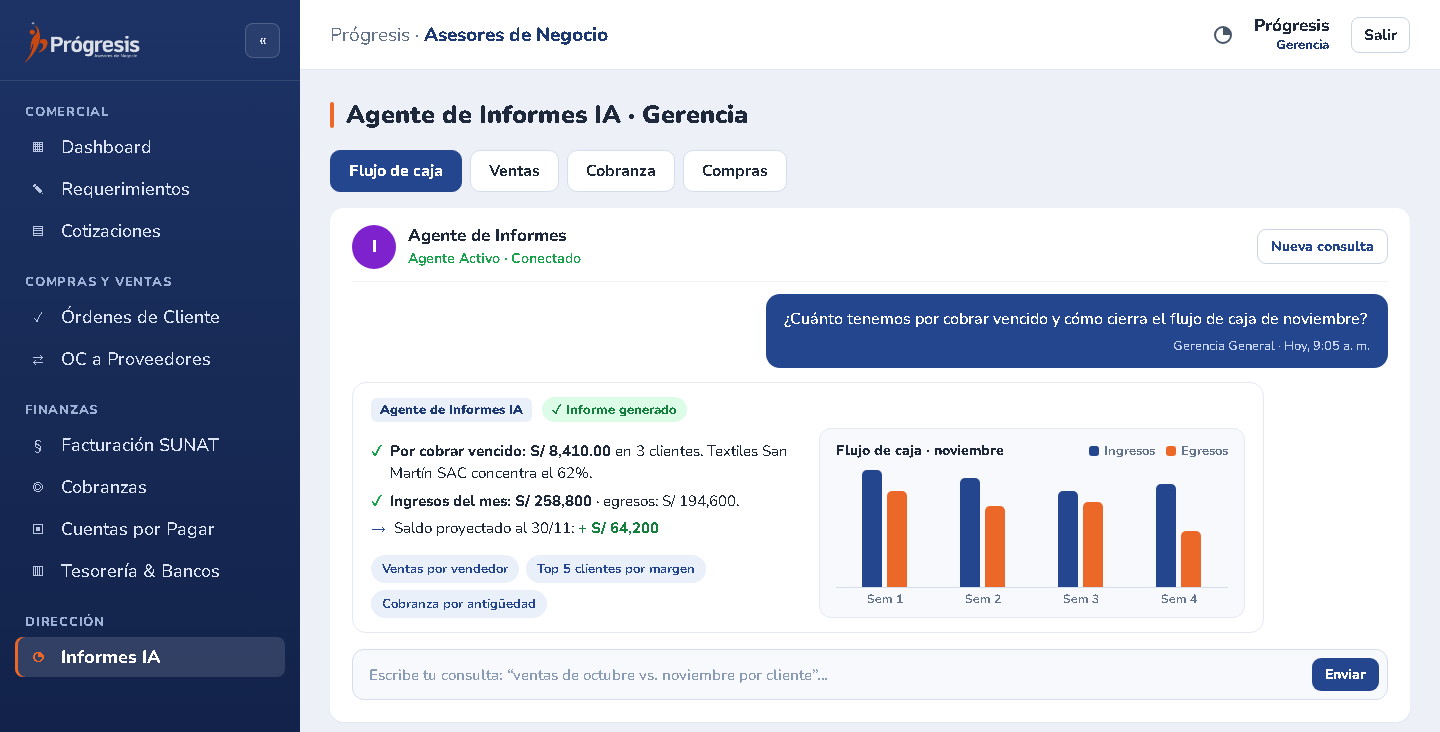 Prógresis
Asesores de Negocio
«
COMERCIAL
Dashboard
Requerimientos
Cotizaciones
COMPRAS Y VENTAS
Órdenes de Cliente
OC a Proveedores
FINANZAS
§ Facturación SUNAT
Cobranzas
Cuentas por Pagar
Tesorería & Bancos
DIRECCIÓN
Informes IA
Prógresis · Asesores de Negocio
Prógresis
Gerencia
Salir
Agente de Informes IA · Gerencia
Flujo de caja
Ventas
Cobranza
Compras
I
Agente de Informes
Agente Activo · Conectado
Nueva consulta
¿Cuánto tenemos por cobrar vencido y cómo cierra el flujo de caja de noviembre?
Gerencia General · Hoy, 9:05 a. m.
Agente de Informes IA
✓ Informe generado
✓ Por cobrar vencido: S/ 8,410.00 en 3 clientes. Textiles San
Martín SAC concentra el 62%.
✓ Ingresos del mes: S/ 258,800 · egresos: S/ 194,600.
→ Saldo proyectado al 30/11: + S/ 64,200
Ventas por vendedor
Top 5 clientes por margen
Cobranza por antigüedad
Flujo de caja · noviembre
Ingresos
Egresos
Sem 1
Sem 2
Sem 3
Sem 4
Escribe tu consulta: “ventas de octubre vs. noviembre por cliente”...
Enviar